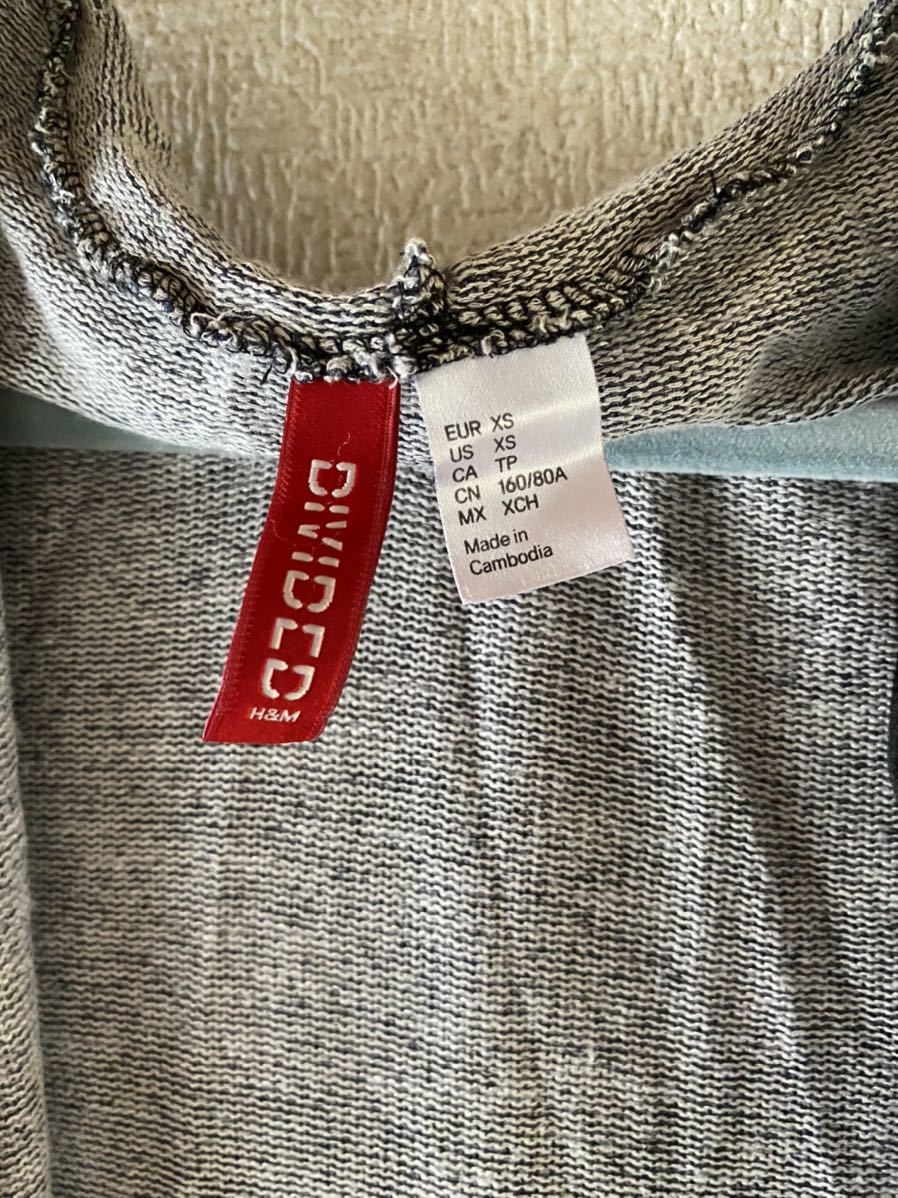 DIVIDED
H&M
EUR XS
US XS
CA TP
CN 160/80A
MX XCH
Made in
Cambodia